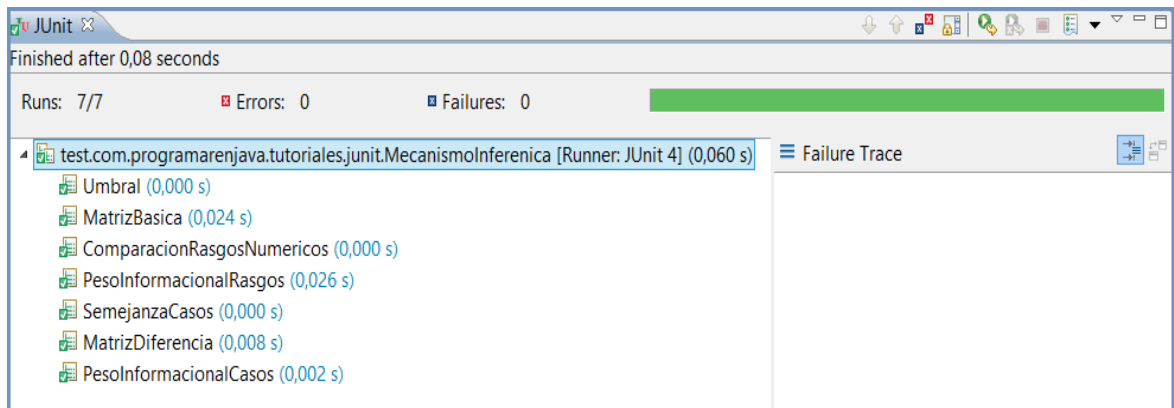 JUnit
Finished after 0,08 seconds
Runs: 7/7 Errors: 0 Failures: 0
test.com.programarenjava.tutoriales.junit.MecanismoInferenica [Runner: JUnit 4] (0,060 s)
Failure Trace
Umbral (0,000 s)
MatrizBasica (0,024 s)
ComparacionRasgosNumericos (0,000 s)
PesoInformacionalRasgos (0,026 s)
SemejanzaCasos (0,000 s)
MatrizDiferencia (0,008 s)
PesoInformacionalCasos (0,002 s)